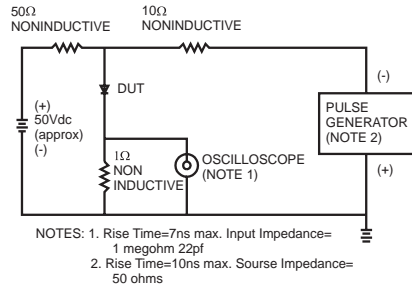 50Ω
NONINDUCTIVE
10Ω
NONINDUCTIVE
(+)
50Vdc
(approx)
(-)
DUT
1Ω
NON
INDUCTIVE
OSCILLOSCOPE
(NOTE 1)
(-)
PULSE
GENERATOR
(NOTE 2)
(+)
NOTES: 1. Rise Time=7ns max. Input Impedance=
1 megohm 22pf
2. Rise Time=10ns max. Sourse Impedance=
50 ohms